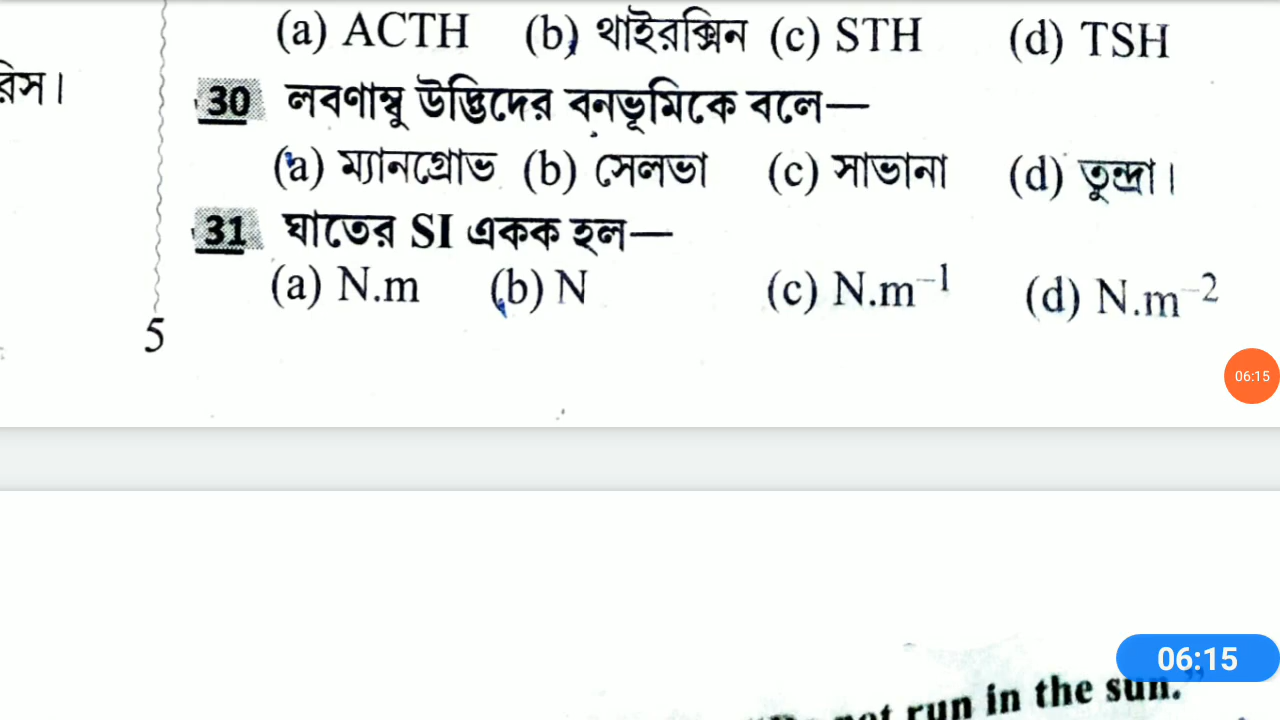 (a) ACTH (b) থাইরক্সিন (c) STH (d) TSH
রিস।
30 লবণাম্বু উদ্ভিদের বনভূমিকে বলে—
(a) ম্যানগ্রোভ (b) সেলভা (c) সাভানা (d) তুন্দ্রা।
31 ঘাতের SI একক হল—
(a) N.m (b) N (c) N.m⁻¹ (d) N.m⁻²
5
06:15
06:15
not run in the sun."